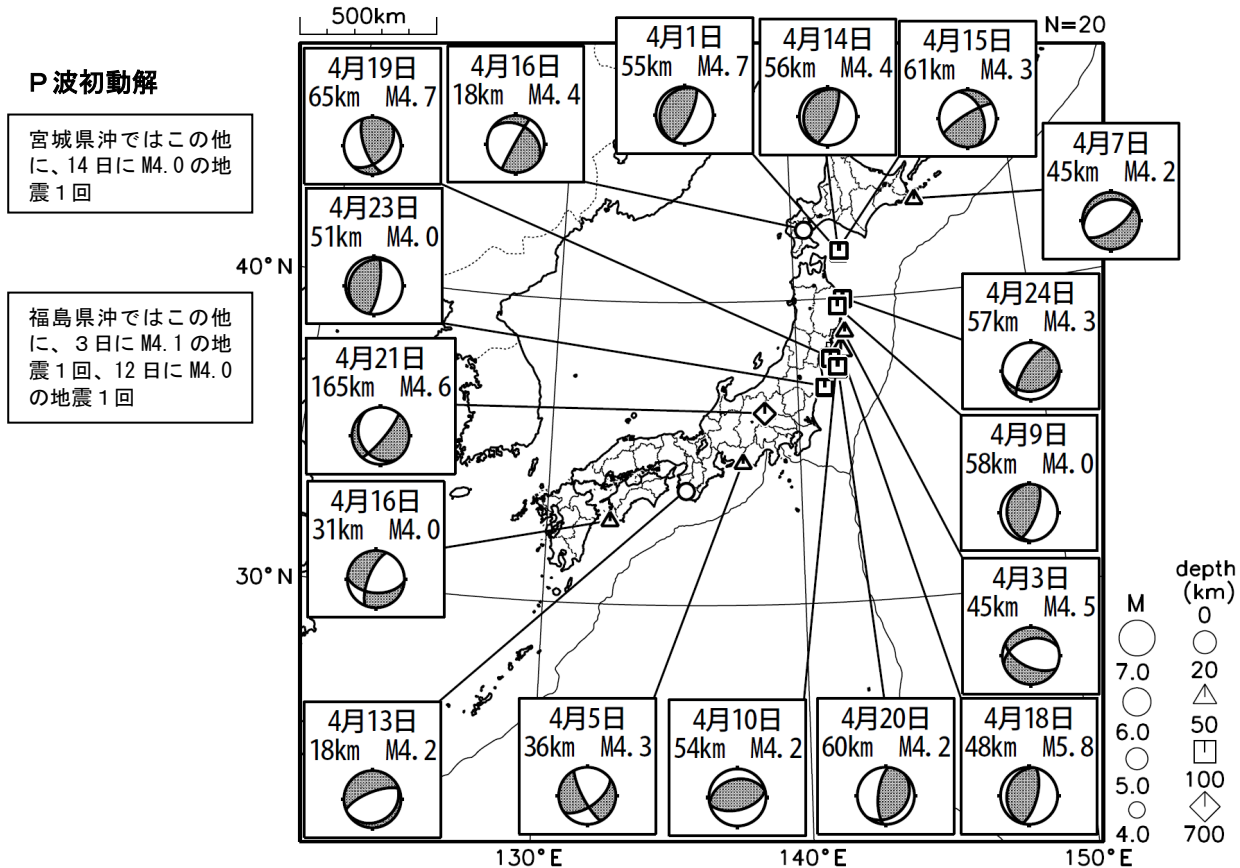 500km
N=20
P波初動解
宮城県沖ではこの他
に、14日にM4.0の地
震1回
福島県沖ではこの他
に、3日にM4.1の地
震1回、12日にM4.0
の地震1回
4月19日
65km M4.7
4月16日
18km M4.4
4月1日
55km M4.7
4月14日
56km M4.4
4月15日
61km M4.3
4月7日
45km M4.2
4月23日
51km M4.0
4月21日
165km M4.6
4月16日
31km M4.0
4月13日
18km M4.2
4月5日
36km M4.3
4月10日
54km M4.2
4月20日
60km M4.2
4月18日
48km M5.8
4月24日
57km M4.3
4月9日
58km M4.0
4月3日
45km M4.5
40°N
30°N
130°E
140°E
150°E
M
7.0
6.0
5.0
4.0
depth
(km)
0
20
50
100
700